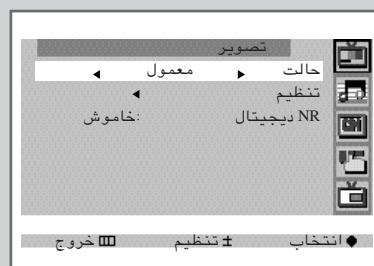 تصویر
حالت ◀ معمول ▶
تنظیم ◀
NR دیجیتال :خاموش
انتخاب ± تنظیم خروج